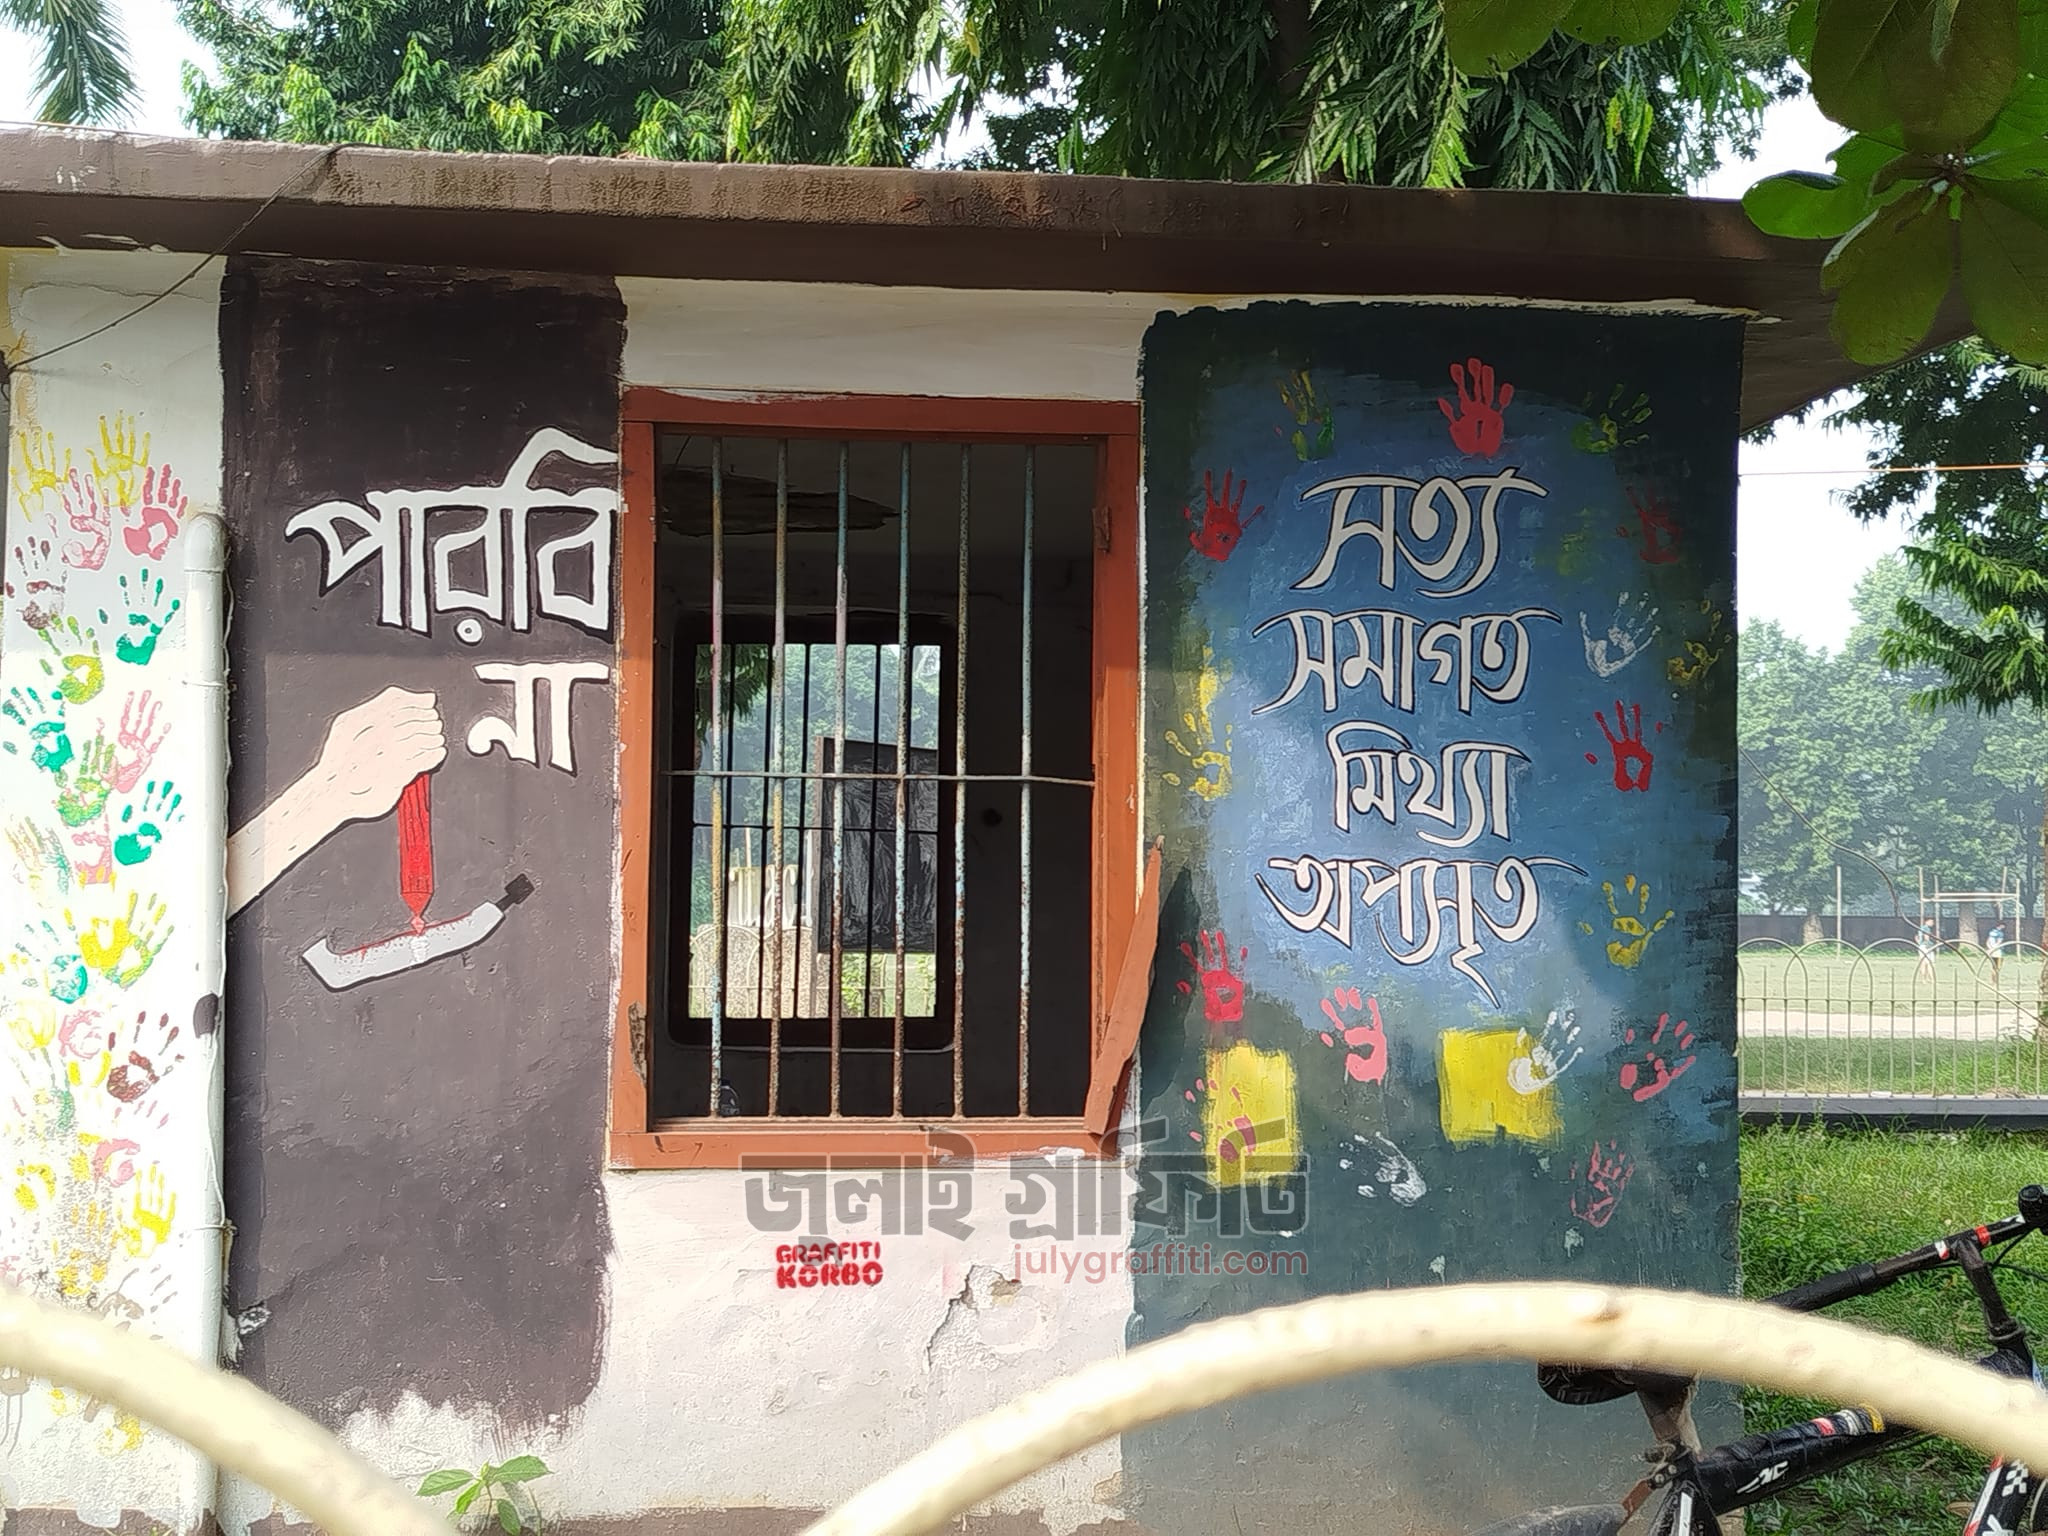 পারবি
না
সত্য
সমাগত
মিথ্যা
অপসৃত
জুলাই গ্রাফিতি
julygraffiti.com
GRAFFITI
KORBO